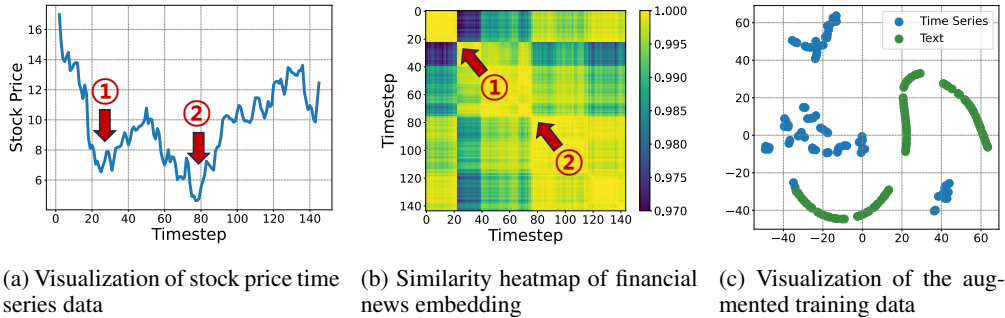 16
14
12
10
8
6
Stock Price
①
②
0 20 40 60 80 100 120 140
Timestep
0
20
40
60
80
100
120
140
Timestep
①
②
0 20 40 60 80 100 120 140
Timestep
1.000
0.995
0.990
0.985
0.980
0.975
0.970
60
40
20
0
−20
−40
Time Series
Text
−40 −20 0 20 40 60
(a) Visualization of stock price time
series data
(b) Similarity heatmap of financial
news embedding
(c) Visualization of the aug-
mented training data